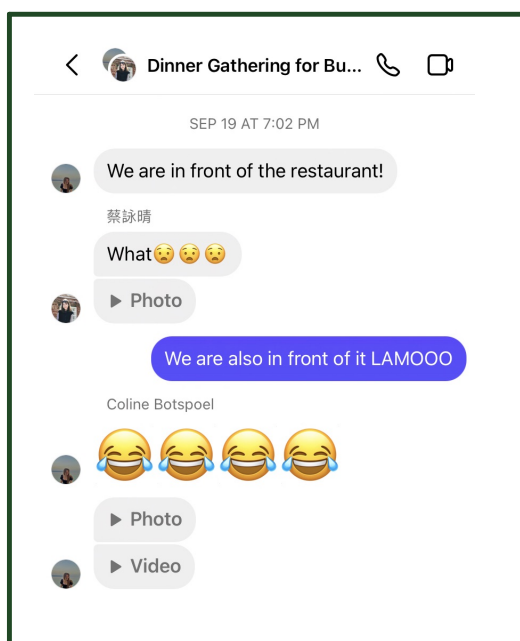 Dinner Gathering for Bu...
SEP 19 AT 7:02 PM
We are in front of the restaurant!
蔡詠晴
What😧😧😧
Photo
We are also in front of it LAMOOO
Coline Botspoel
😂😂😂😂
Photo
Video